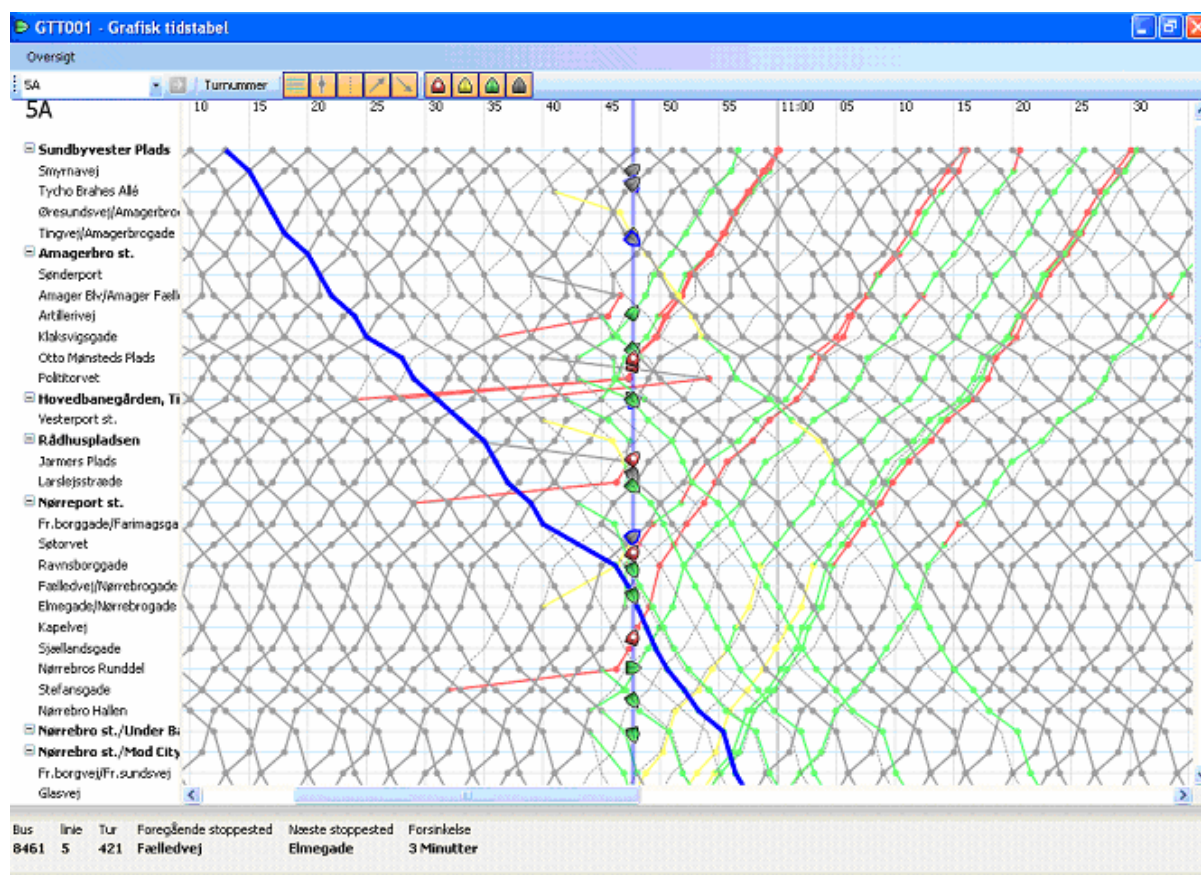 GTT001 - Grafisk tidstabel
Oversigt
5A Turnummer
5A 10 15 20 25 30 35 40 45 50 55 11:00 05 10 15 20 25 30
Sundbyvester Plads
Smyrnavej
Tycho Brahes Allé
Øresundsvej/Amagerbro
Tingvej/Amagerbrogade
Amagerbro st.
Sønderport
Amager Blv/Amager Fæll
Artillerivej
Klaksvigsgade
Otto Mønsteds Plads
Polititorvet
Hovedbanegården, Ti
Vesterport st.
Rådhuspladsen
Jarmers Plads
Larslejsstræde
Nørreport st.
Fr.borggade/Farimagsga
Søtorvet
Ravnsborggade
Fælledvej/Nørrebrogade
Elmegade/Nørrebrogade
Kapelvej
Sjællandsgade
Nørrebros Runddel
Stefansgade
Nørrebro Hallen
Nørrebro st./Under Ba
Nørrebro st./Mod City
Fr.borgvej/Fr.sundsvej
Glasvej
Bus linie Tur Foregående stoppested Næste stoppested Forsinkelse
8461 5 421 Fælledvej Elmegade 3 Minutter